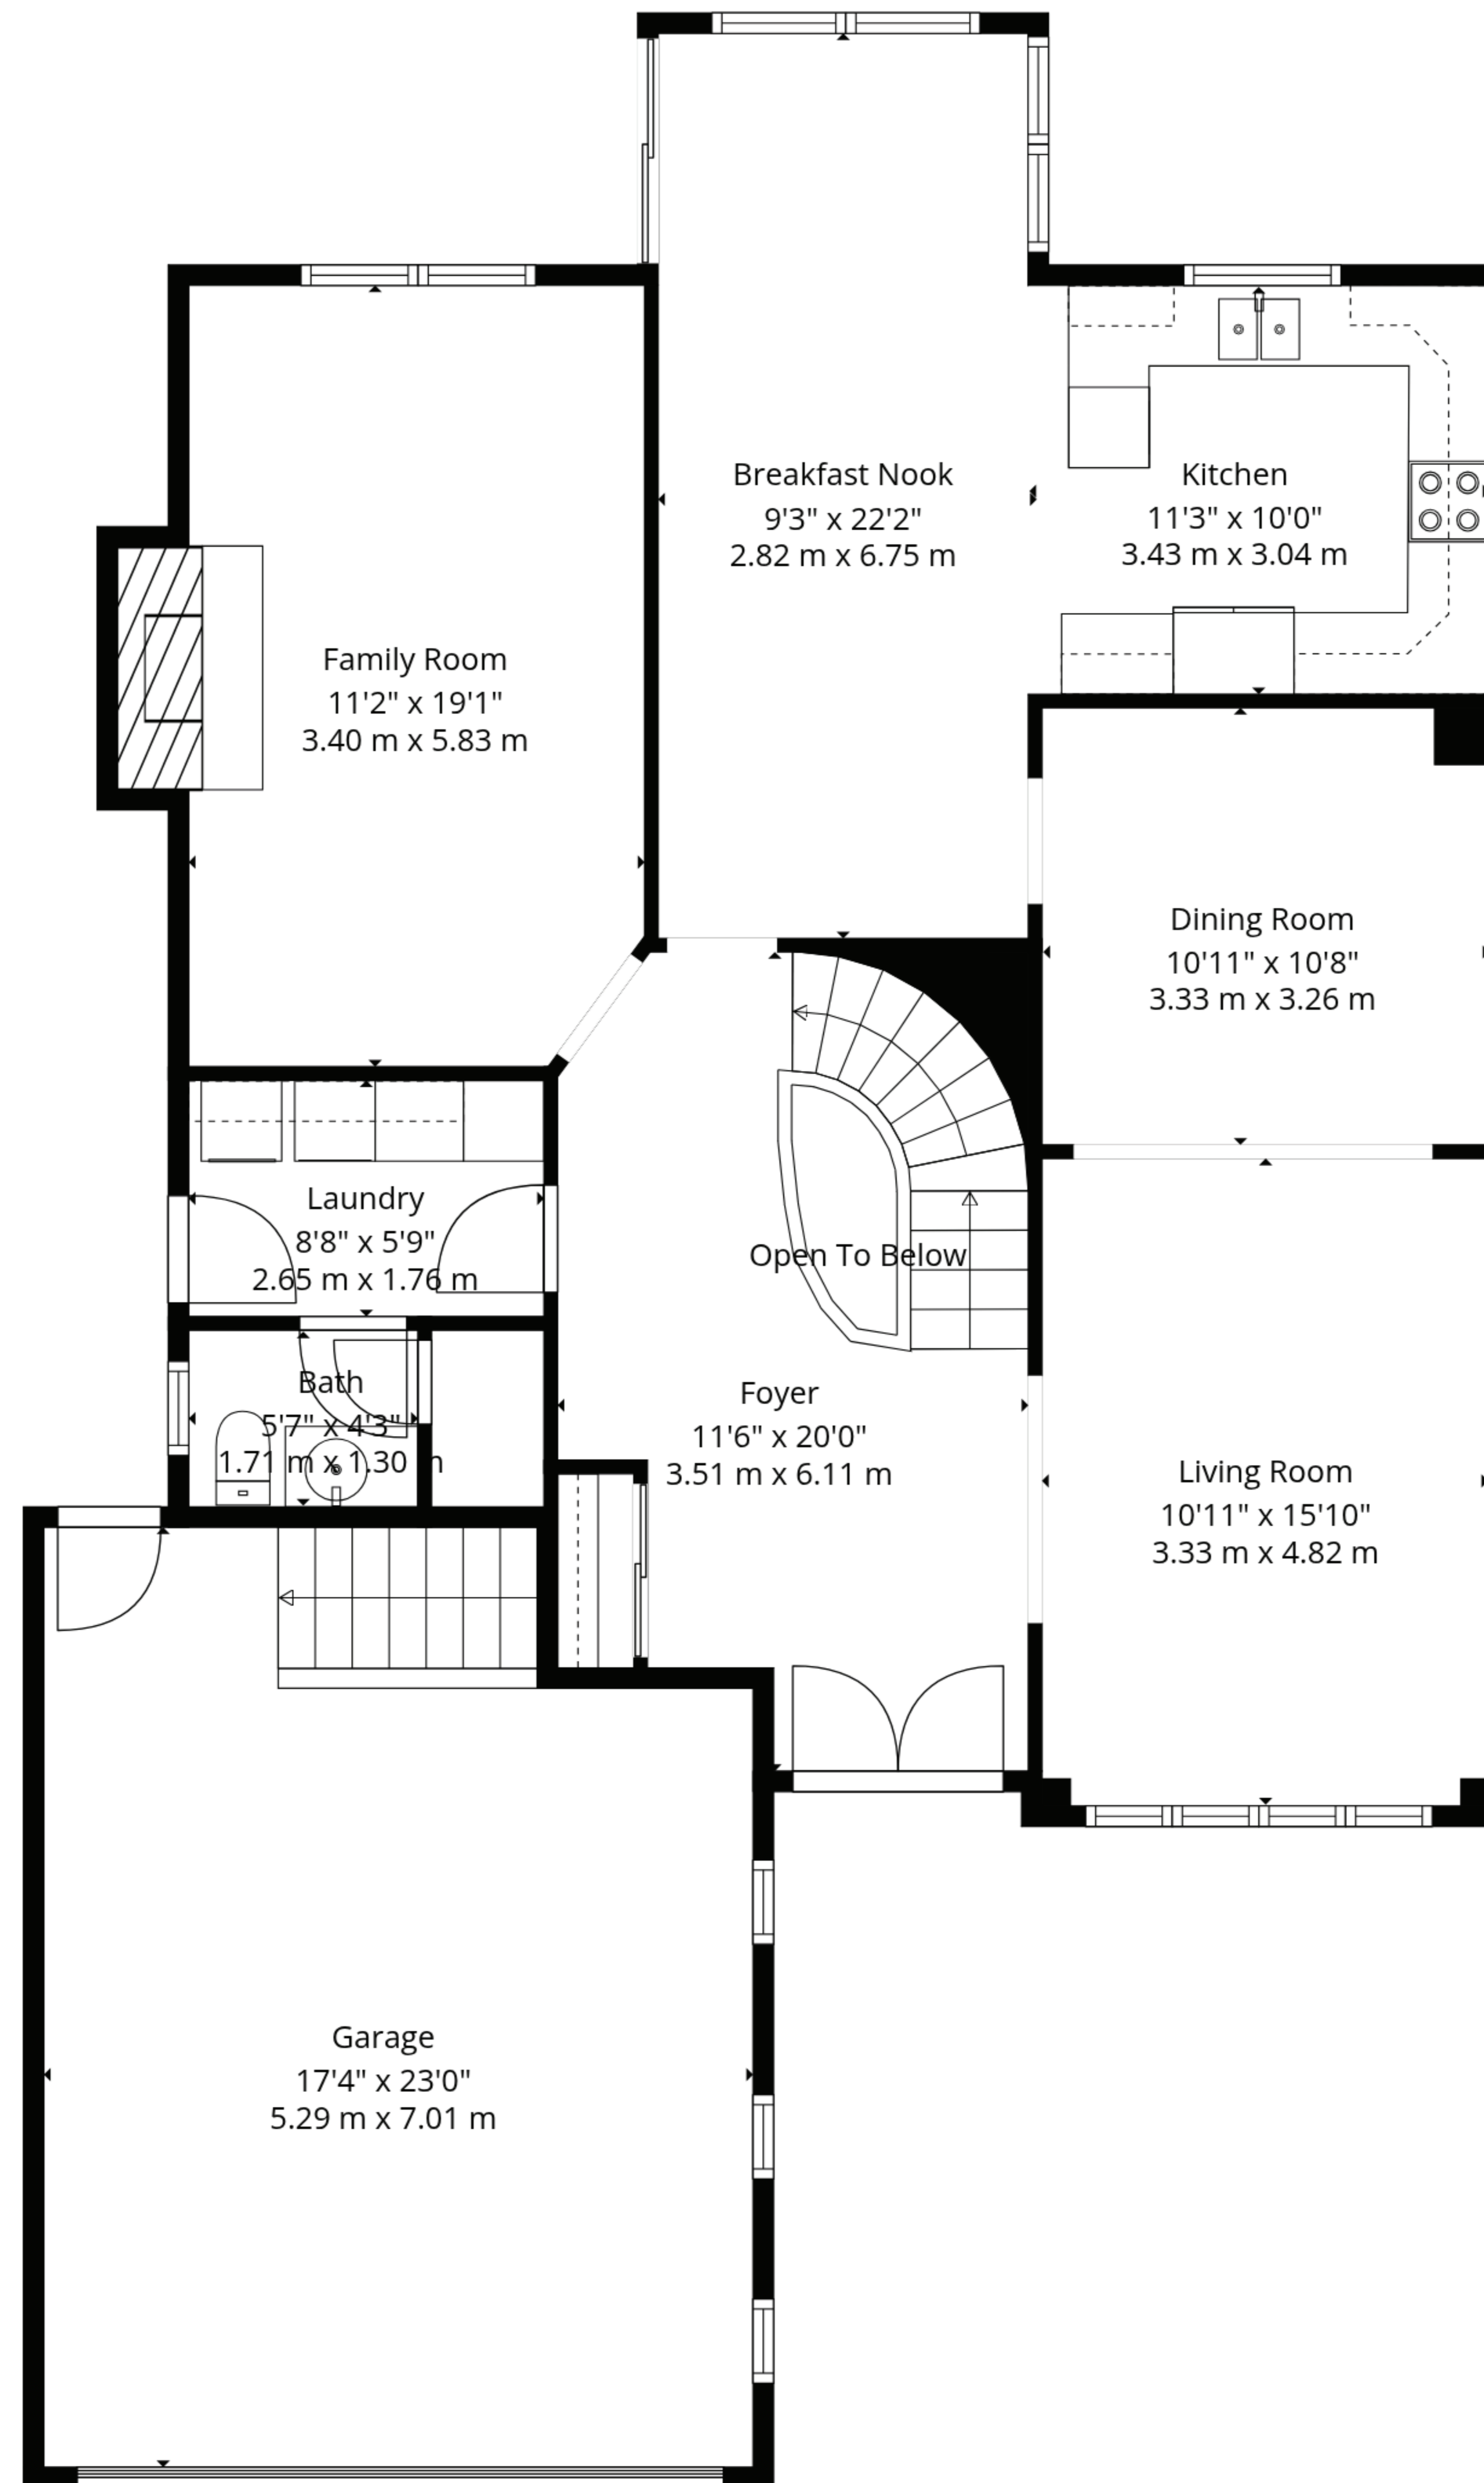 Breakfast Nook
9'3" x 22'2"
2.82 m x 6.75 m
Kitchen
11'3" x 10'0"
3.43 m x 3.04 m
Family Room
11'2" x 19'1"
3.40 m x 5.83 m
Dining Room
10'11" x 10'8"
3.33 m x 3.26 m
Laundry
8'8" x 5'9"
2.65 m x 1.76 m
Open To Below
Bath
5'7" x 4'3"
1.71 m x 1.30 m
Foyer
11'6" x 20'0"
3.51 m x 6.11 m
Living Room
10'11" x 15'10"
3.33 m x 4.82 m
Garage
17'4" x 23'0"
5.29 m x 7.01 m